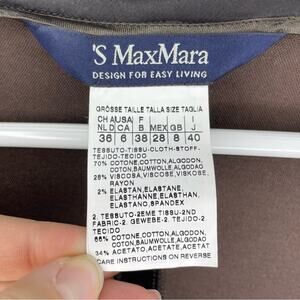 'S MaxMara
DESIGN FOR EASY LIVING
GRÖSSE TAILLE TALLA SIZE TAGLIA
CH A USA F I
NL D CA B MEX GB J
36 6 38 28 8 40
TESSUTO-TISSU-CLOTH-STOFF-
TEJIDO-TECIDO
70% COTONE,COTTON,ALGODON,
COTON,BAUMWOLLE,ALGODAO
28% VISCOSA,VISCOSE,VISKOSE,
RAYON
2% ELASTAN,ELASTANE,
ELASTHANNE,ELASTHAN,
ELASTANO,SPANDEX
2. TESSUTO-2EME TISSU-2ND
FABRIC-2. GEWEBE-2. TEJIDO-2.
TECIDO
66% COTONE,COTTON,ALGODON,
COTON,BAUMWOLLE,ALGODAO
34% ACETATO, ACETATE, ACETAT
CARE INSTRUCTIONS ON REVERSE